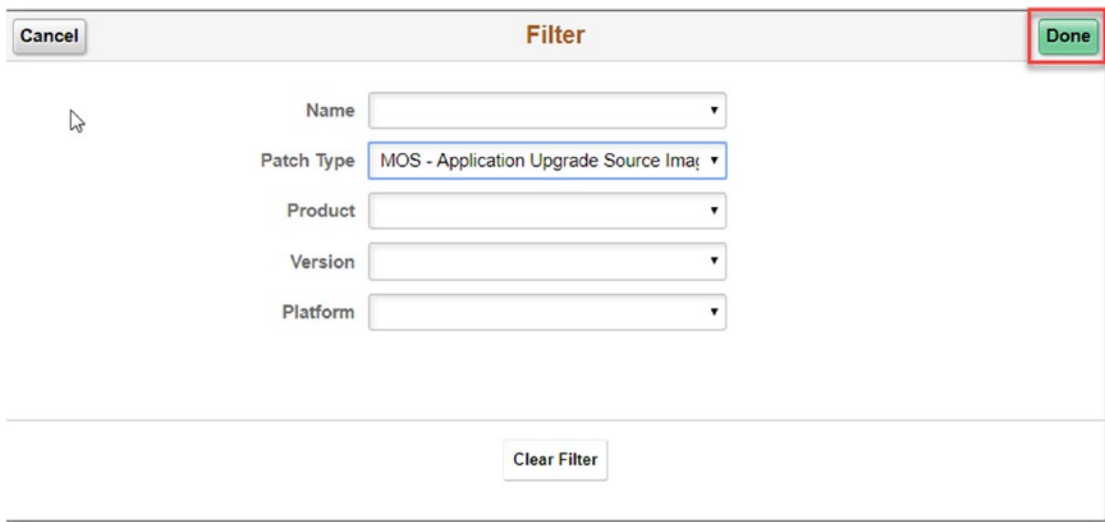 Cancel Filter Done
Name
Patch Type MOS - Application Upgrade Source Imag
Product
Version
Platform
Clear Filter